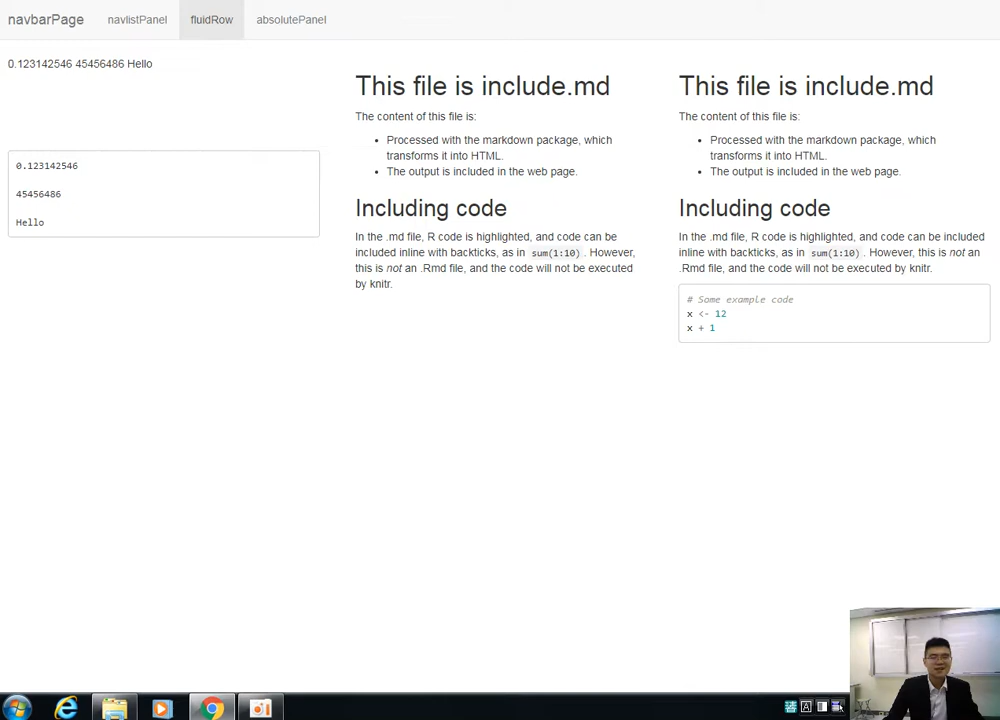 navbarPage navlistPanel fluidRow absolutePanel
0.123142546 45456486 Hello
0.123142546
45456486
Hello
This file is include.md
The content of this file is:
• Processed with the markdown package, which
transforms it into HTML.
• The output is included in the web page.
Including code
In the .md file, R code is highlighted, and code can be
included inline with backticks, as in sum(1:10). However,
this is not an .Rmd file, and the code will not be executed
by knitr.
This file is include.md
The content of this file is:
• Processed with the markdown package, which
transforms it into HTML.
• The output is included in the web page.
Including code
In the .md file, R code is highlighted, and code can be included
inline with backticks, as in sum(1:10). However, this is not an
.Rmd file, and the code will not be executed by knitr.
# Some example code
x <- 12
x + 1